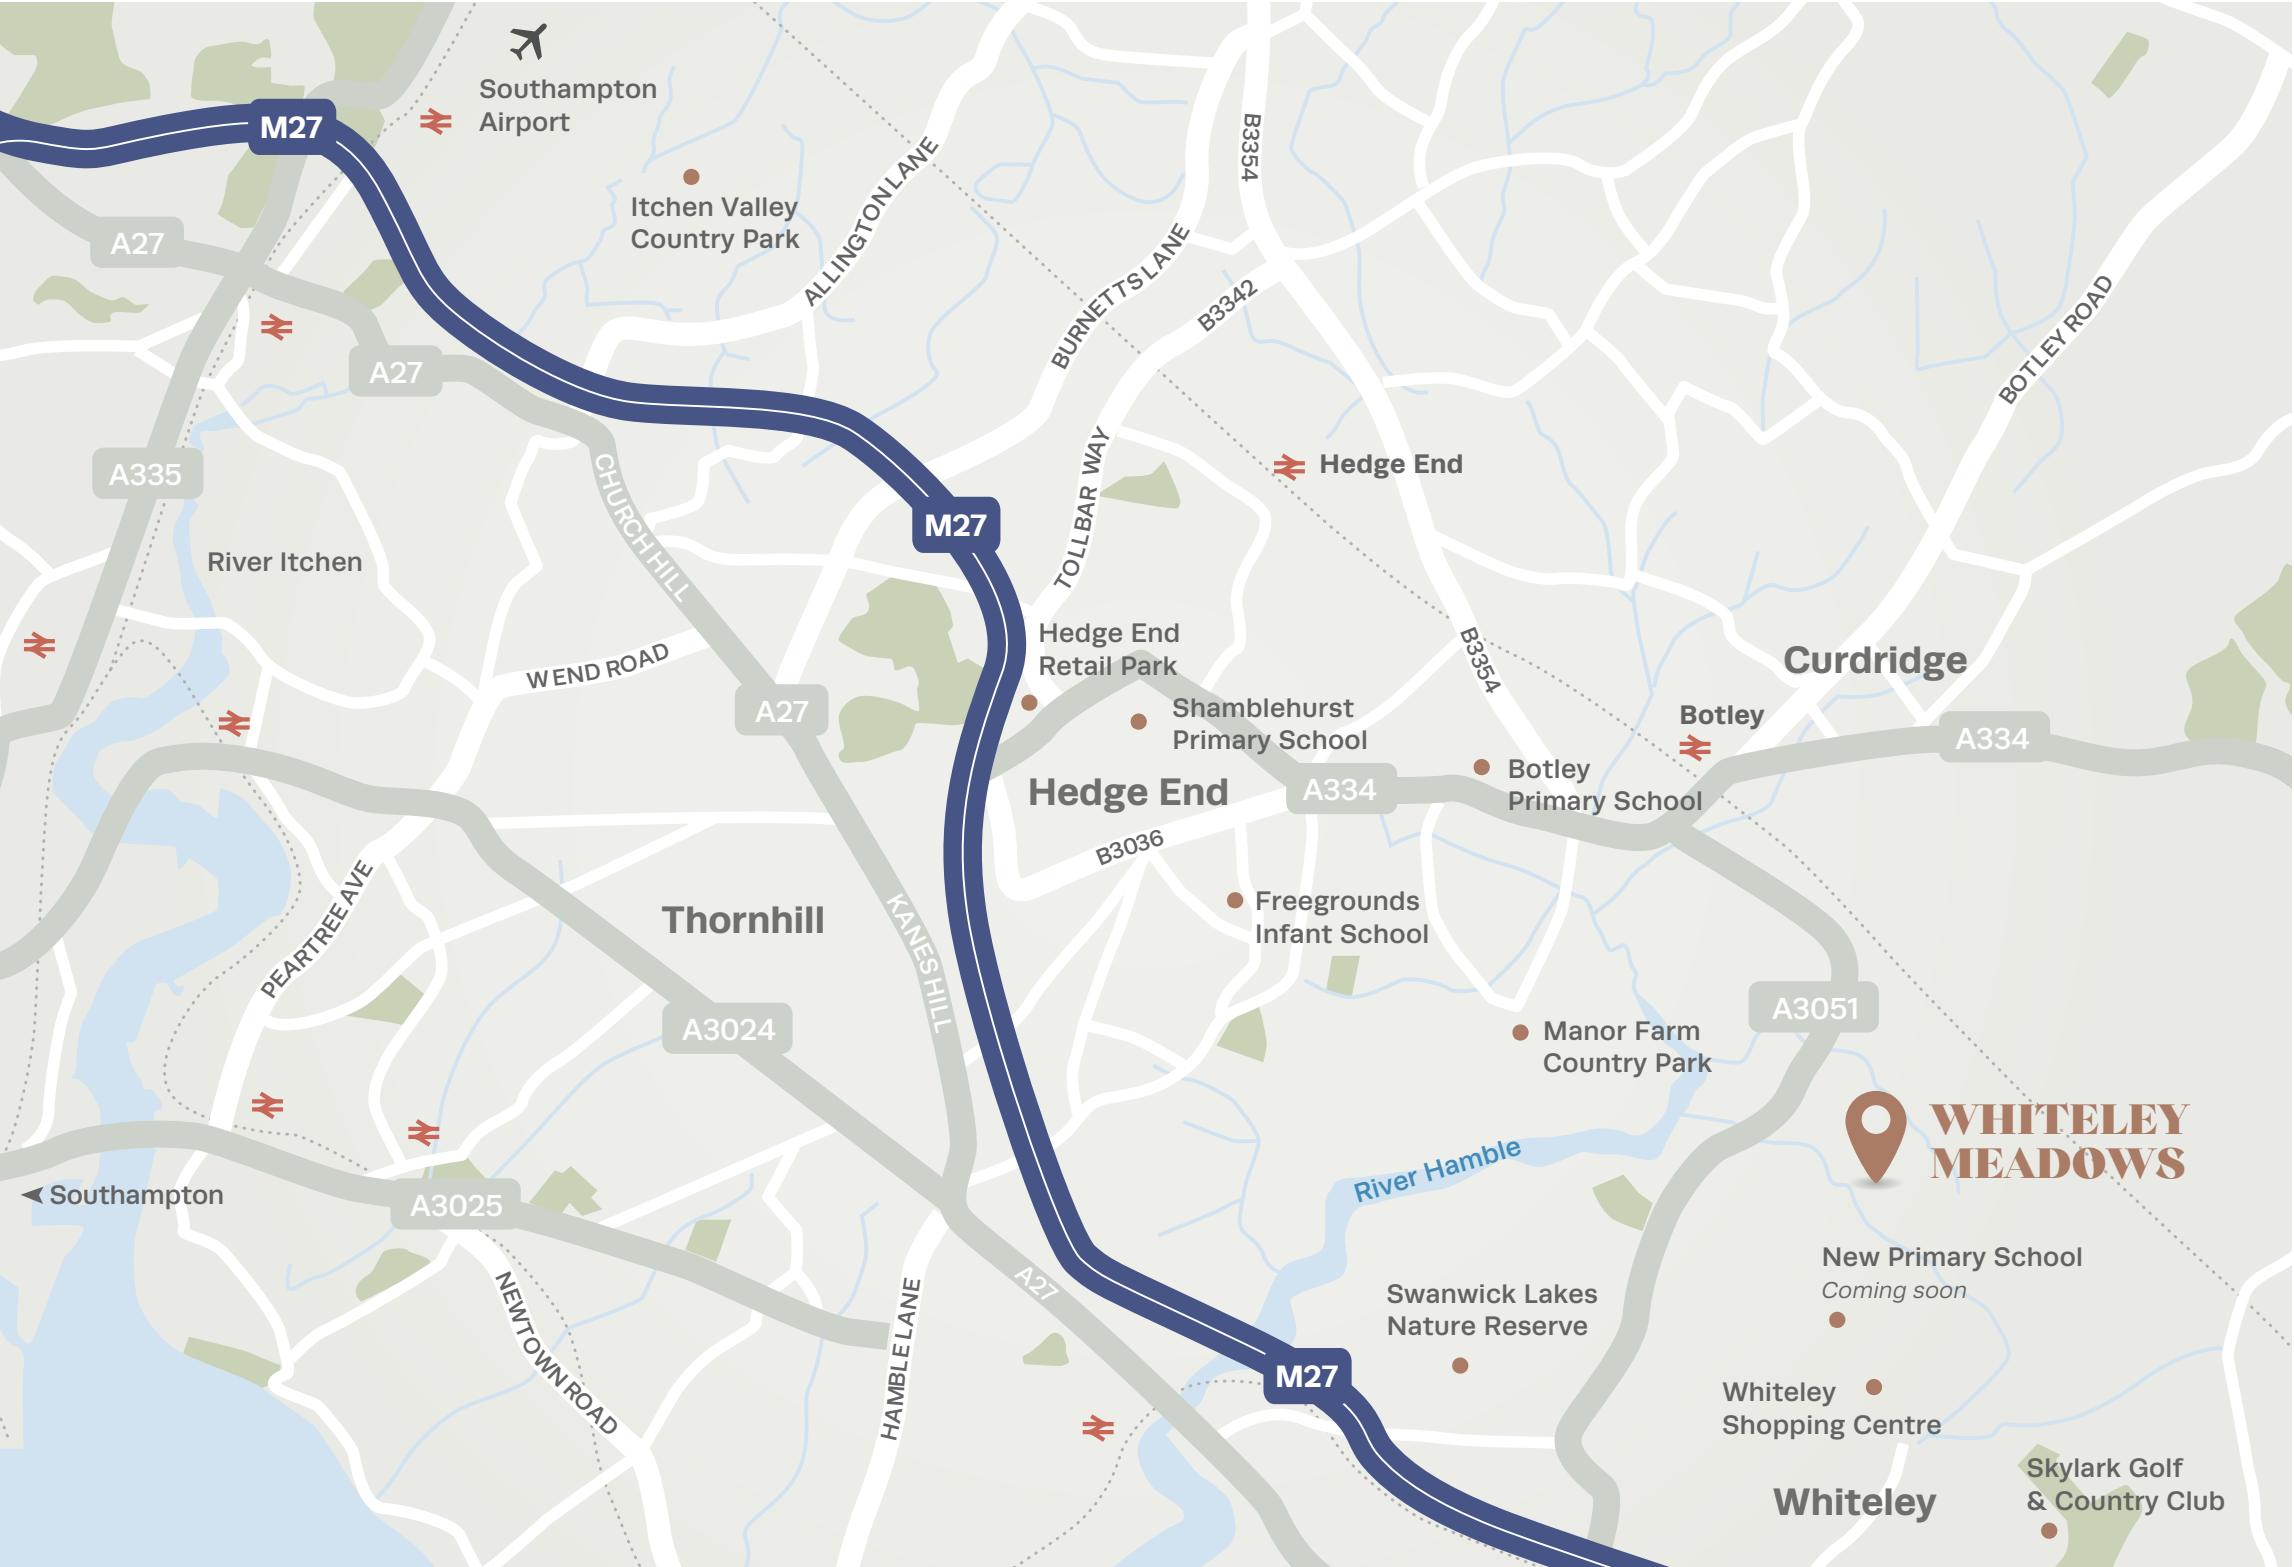 Southampton
Airport
M27
B3354
ALLINGTON LANE
Itchen Valley
Country Park
A27
BURNETTS LANE
B3342
BOTLEY ROAD
A27
A335
CHURCH HILL
TOLLBAR WAY
Hedge End
M27
River Itchen
Hedge End
Retail Park
B3354
Curdridge
WEND ROAD
A27
Shamblehurst
Primary School
Botley
A334
Hedge End
A334
Botley
Primary School
B3036
PEARTREE AVE
Thornhill
KANES HILL
Freegrounds
Infant School
A3024
A3051
Manor Farm
Country Park
WHITELEY
MEADOWS
River Hamble
Southampton
A3025
New Primary School
Coming soon
NEWTOWN ROAD
HAMBLE LANE
A27
Swanwick Lakes
Nature Reserve
M27
Whiteley
Shopping Centre
Skylark Golf
& Country Club
Whiteley